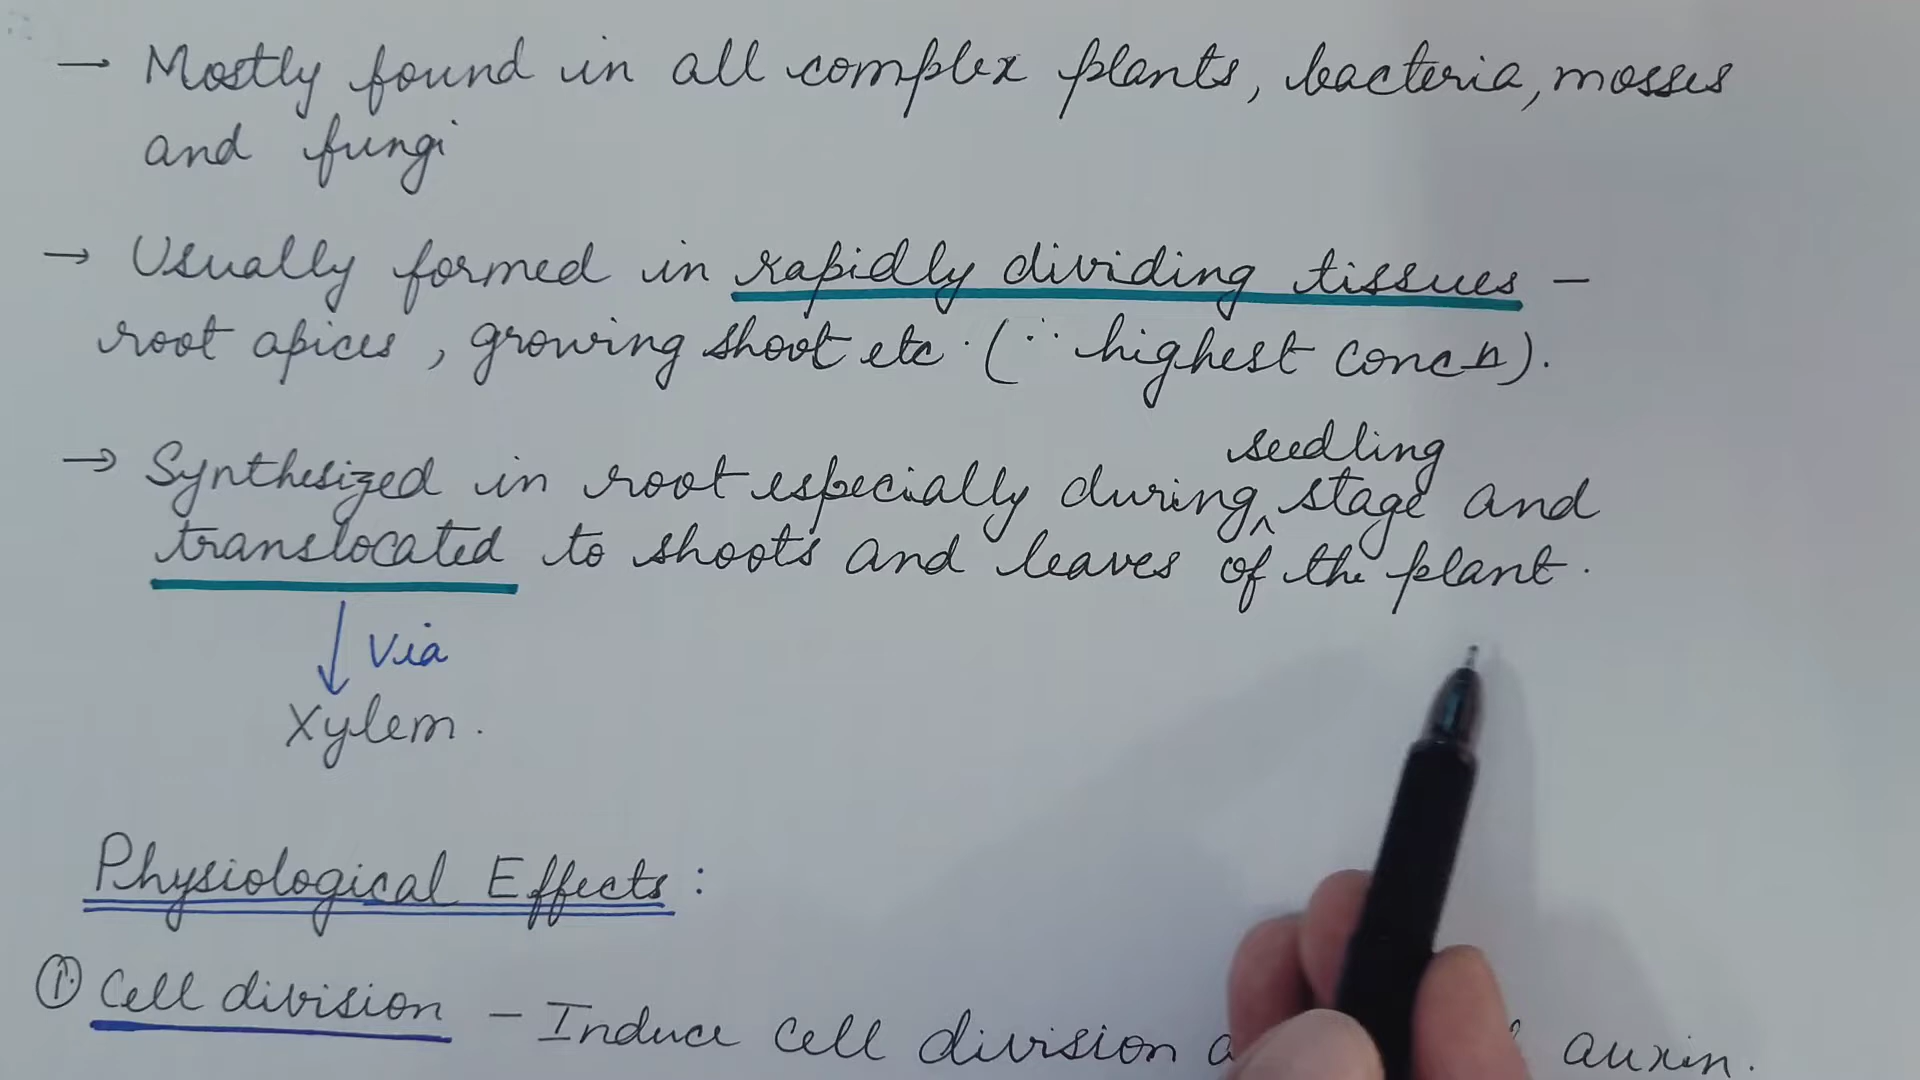 → Mostly found in all complex plants, bacteria, mosses
and fungi
→ Usually formed in rapidly dividing tissues -
root apices, growing shoot etc. (∵ highest concn).
seedling
→ Synthesized in root especially during ^ stage and
translocated to shoots and leaves of the plant.
↓ via
Xylem.
Physiological Effects:
① Cell division - Induce cell division auxin.